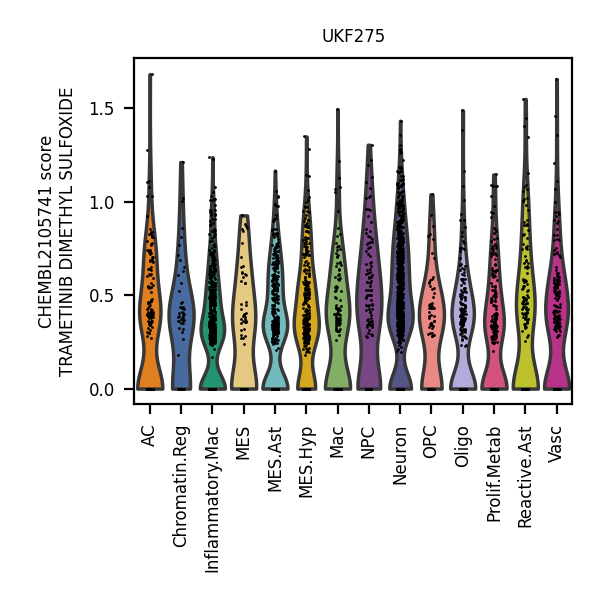 UKF275
CHEMBL2105741 score
TRAMETINIB DIMETHYL SULFOXIDE
1.5
1.0
0.5
0.0
AC
Chromatin.Reg
Inflammatory.Mac
MES
MES.Ast
MES.Hyp
Mac
NPC
Neuron
OPC
Oligo
Prolif.Metab
Reactive.Ast
Vasc